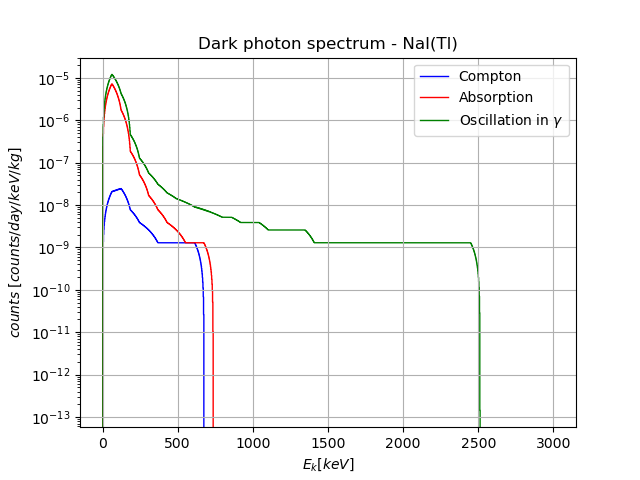 Dark photon spectrum - NaI(Tl)
Compton
Absorption
Oscillation in γ
counts [counts/day/keV/kg]
10⁻⁵
10⁻⁶
10⁻⁷
10⁻⁸
10⁻⁹
10⁻¹⁰
10⁻¹¹
10⁻¹²
10⁻¹³
0 500 1000 1500 2000 2500 3000
Eₖ[keV]